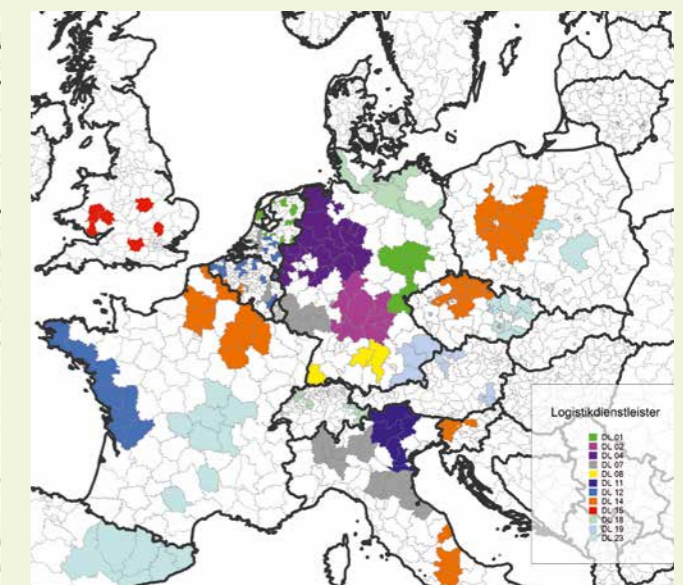 Logistikdienstleister
DL 01
DL 02
DL 04
DL 07
DL 08
DL 11
DL 12
DL 14
DL 15
DL 18
DL 19
DL 23